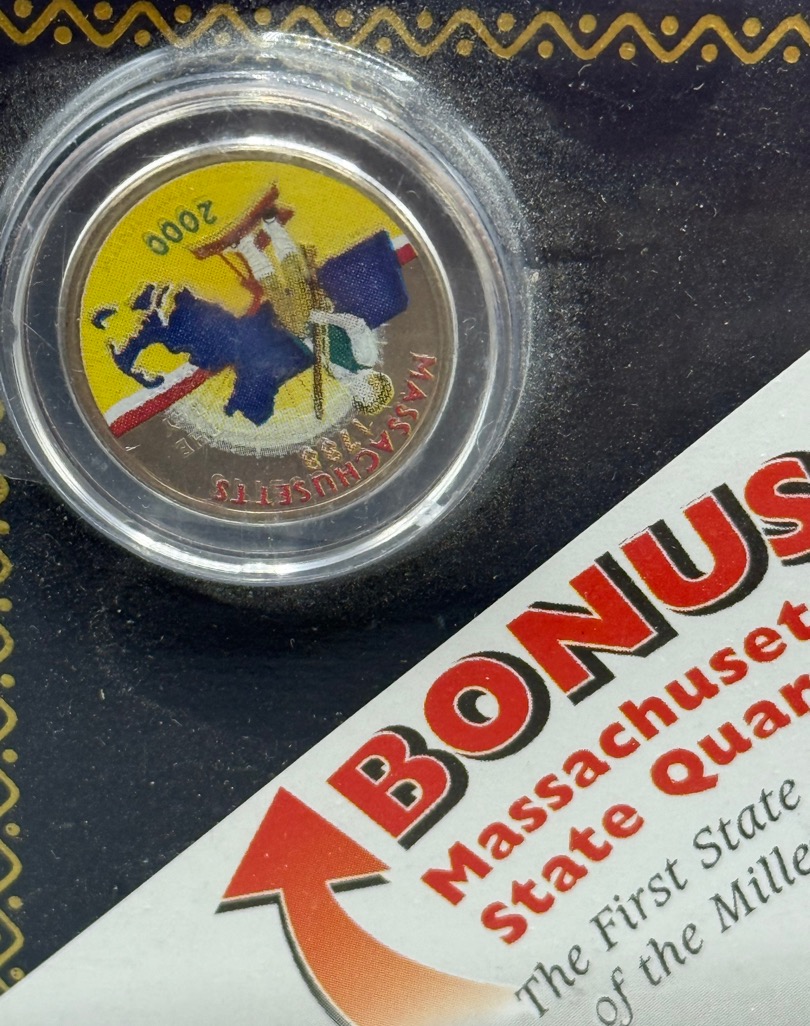 MASSACHUSETTS
1788
2000
BONUS
Massachuset
State Quar
The First State
of the Mille